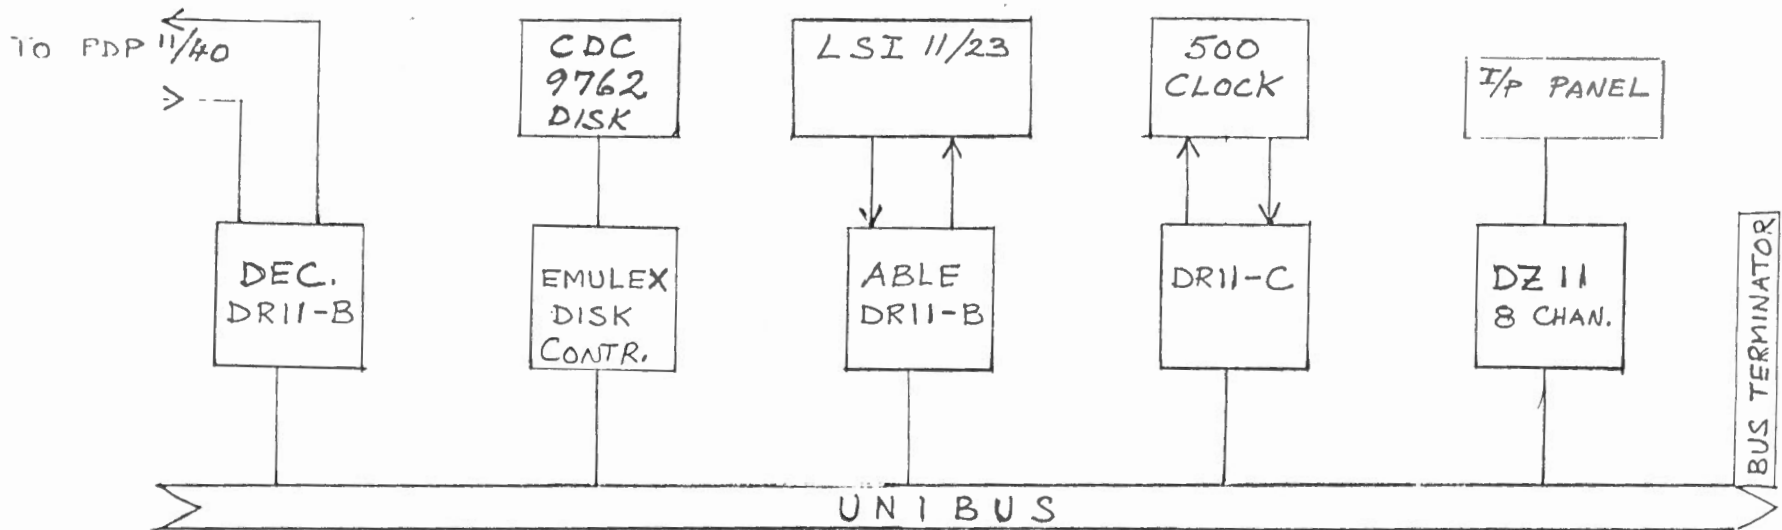 TO PDP 11/40
CDC
9762
DISK
LSI 11/23
500
CLOCK
I/P PANEL
DEC.
DR11-B
EMULEX
DISK
CONTR.
ABLE
DR11-B
DR11-C
DZ 11
8 CHAN.
BUS TERMINATOR
UNIBUS